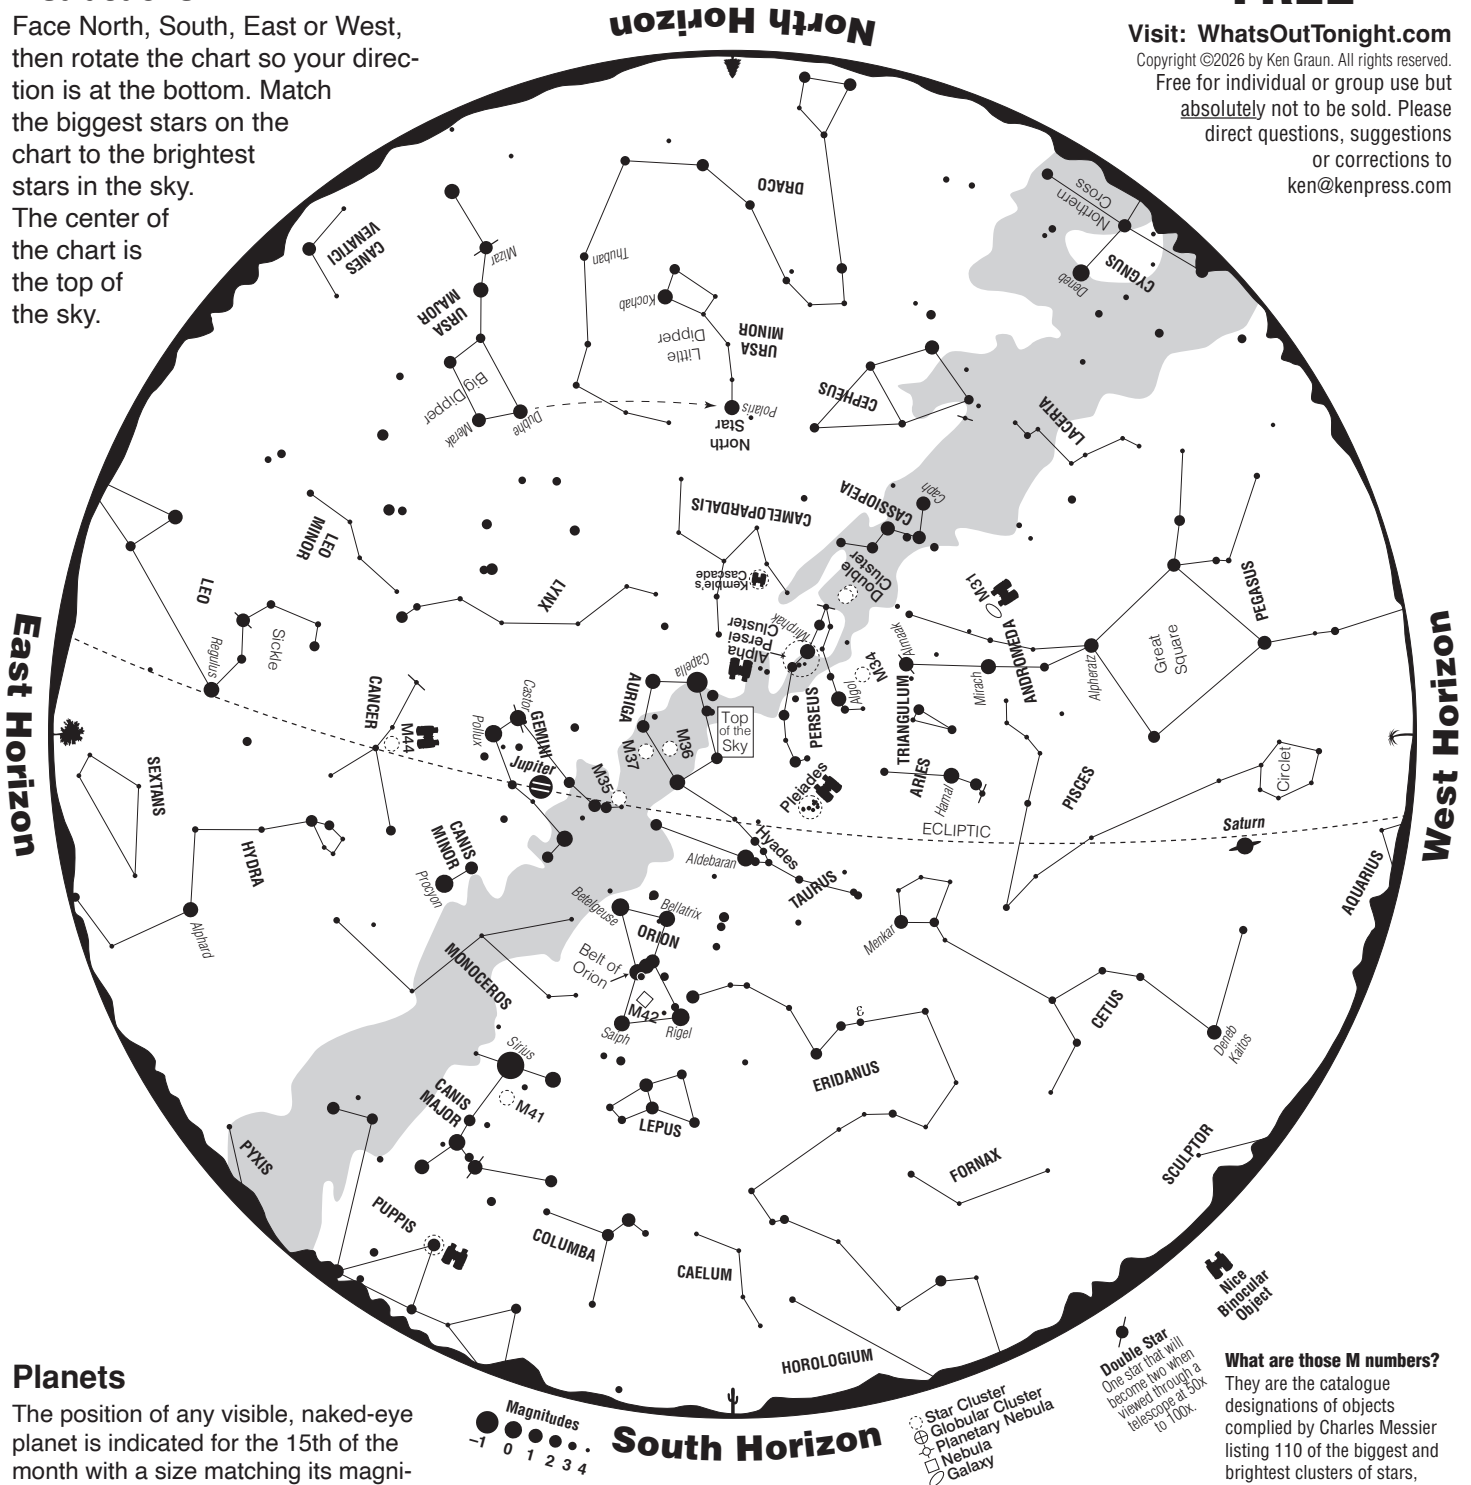 Face North, South, East or West,
then rotate the chart so your direc-
tion is at the bottom. Match
the biggest stars on the
chart to the brightest
stars in the sky.
The center of
the chart is
the top of
the sky.
North Horizon
FREE
Visit: WhatsOutTonight.com
Copyright ©2026 by Ken Graun. All rights reserved.
Free for individual or group use but
absolutely not to be sold. Please
direct questions, suggestions
or corrections to
ken@kenpress.com
DRACO
Northern
Cross
CYGNUS
Deneb
CANES
VENATICI
Mizar
Thuban
URSA
MAJOR
Kochab
Little
Dipper
URSA
MINOR
Big Dipper
Merak
Dubhe
Polaris
North
Star
CEPHEUS
LACERTA
CAMELOPARDALIS
CASSIOPEIA
Caph
LEO
MINOR
Kemble's
Cascade
Double
Cluster
M31
LYNX
LEO
Sickle
Regulus
Mirphak
Alpha
Persei
Cluster
Almaak
ANDROMEDA
Mirach
Alpheratz
Great
Square
PEGASUS
East Horizon
West Horizon
CANCER
M44
Castor
Pollux
GEMINI
Jupiter
AURIGA
Capella
M37
M36
M35
Top
of the
Sky
PERSEUS
Algol
M34
TRIANGULUM
ARIES
Hamal
Pleiades
PISCES
Circlet
SEXTANS
HYDRA
Alphard
CANIS
MINOR
Procyon
ECLIPTIC
Saturn
AQUARIUS
Hyades
Aldebaran
TAURUS
Betelgeuse
Bellatrix
ORION
Belt of
Orion
M42
Saiph
Rigel
Menkar
MONOCEROS
CETUS
Deneb
Kaitos
ε
ERIDANUS
Sirius
CANIS
MAJOR
M41
LEPUS
PYXIS
PUPPIS
COLUMBA
CAELUM
FORNAX
SCULPTOR
HOROLOGIUM
South Horizon
Planets
The position of any visible, naked-eye
planet is indicated for the 15th of the
month with a size matching its magni-
Magnitudes
–1 0 1 2 3 4
Star Cluster
Globular Cluster
Planetary Nebula
Nebula
Galaxy
Double Star
One star that will
become two when
viewed through a
telescope at 50x
to 100x.
Nice
Binocular
Object
What are those M numbers?
They are the catalogue
designations of objects
complied by Charles Messier
listing 110 of the biggest and
brightest clusters of stars,